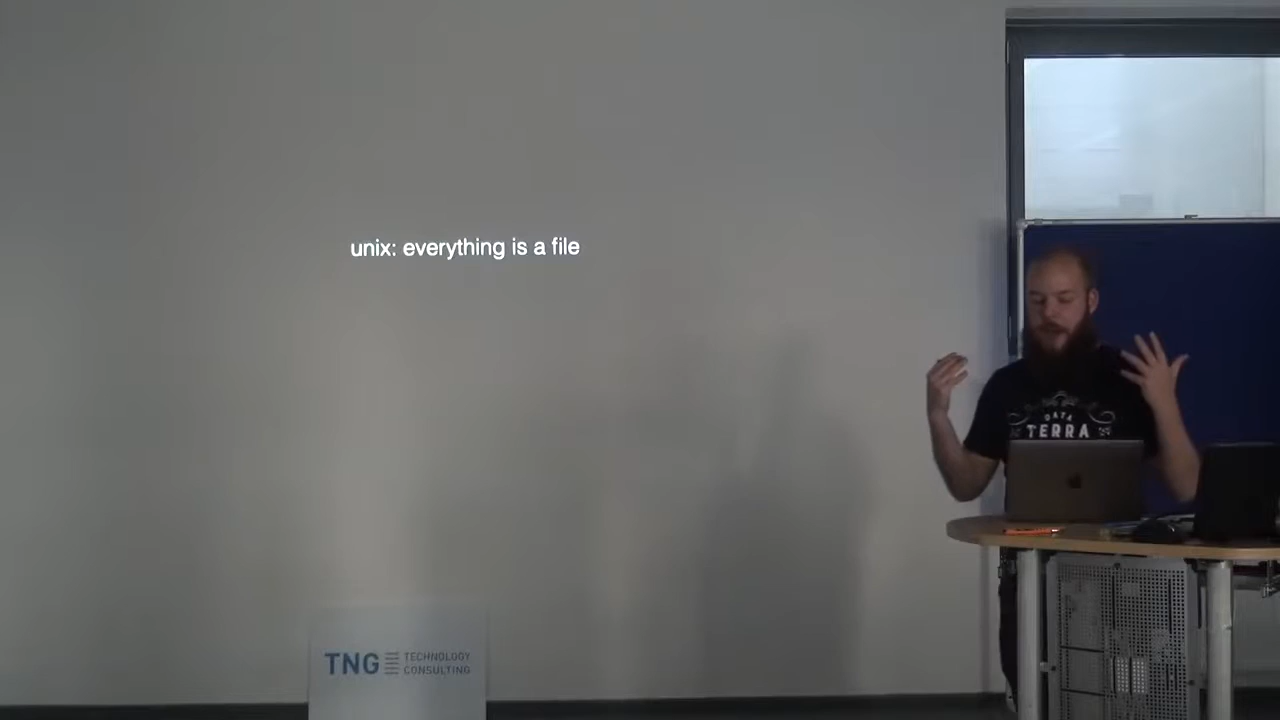 unix: everything is a file
DATA
TERRA
TNG TECHNOLOGY
CONSULTING